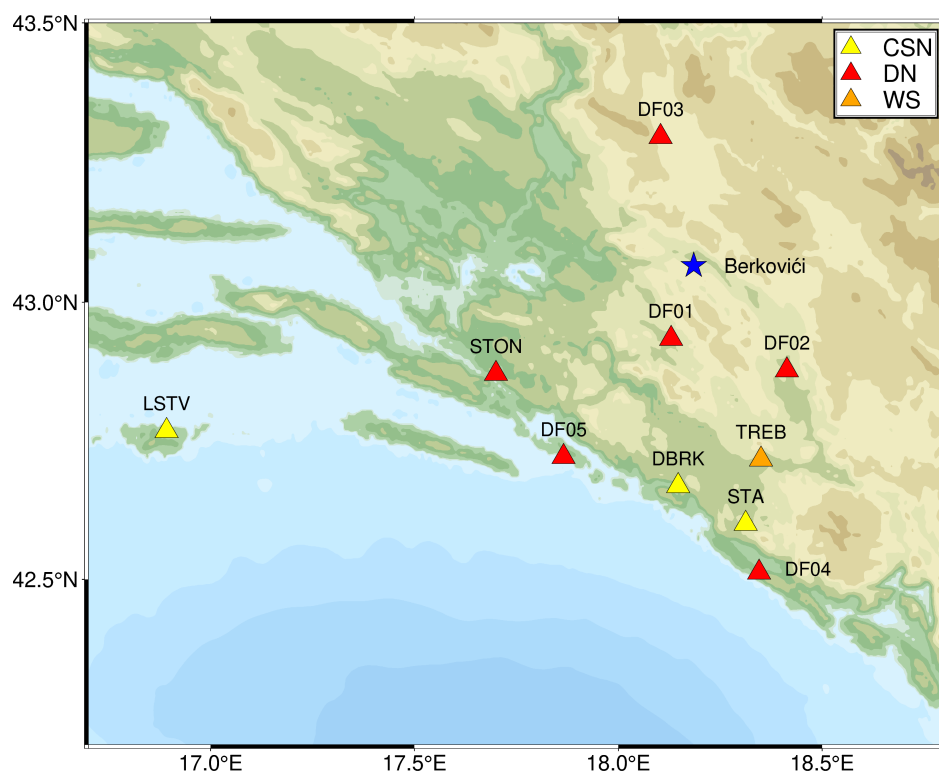 43.5°N
CSN
DN
WS
DF03
Berkovići
43.0°N
DF01
DF02
STON
LSTV
DF05
TREB
DBRK
STA
DF04
42.5°N
17.0°E
17.5°E
18.0°E
18.5°E